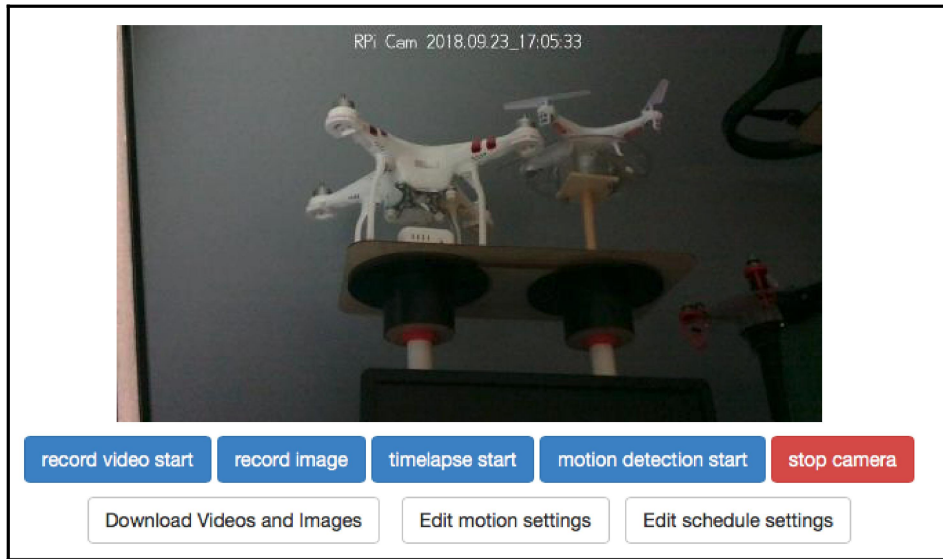 RPi Cam 2018.09.23_17:05:33
record video start record image timelapse start motion detection start stop camera
Download Videos and Images Edit motion settings Edit schedule settings